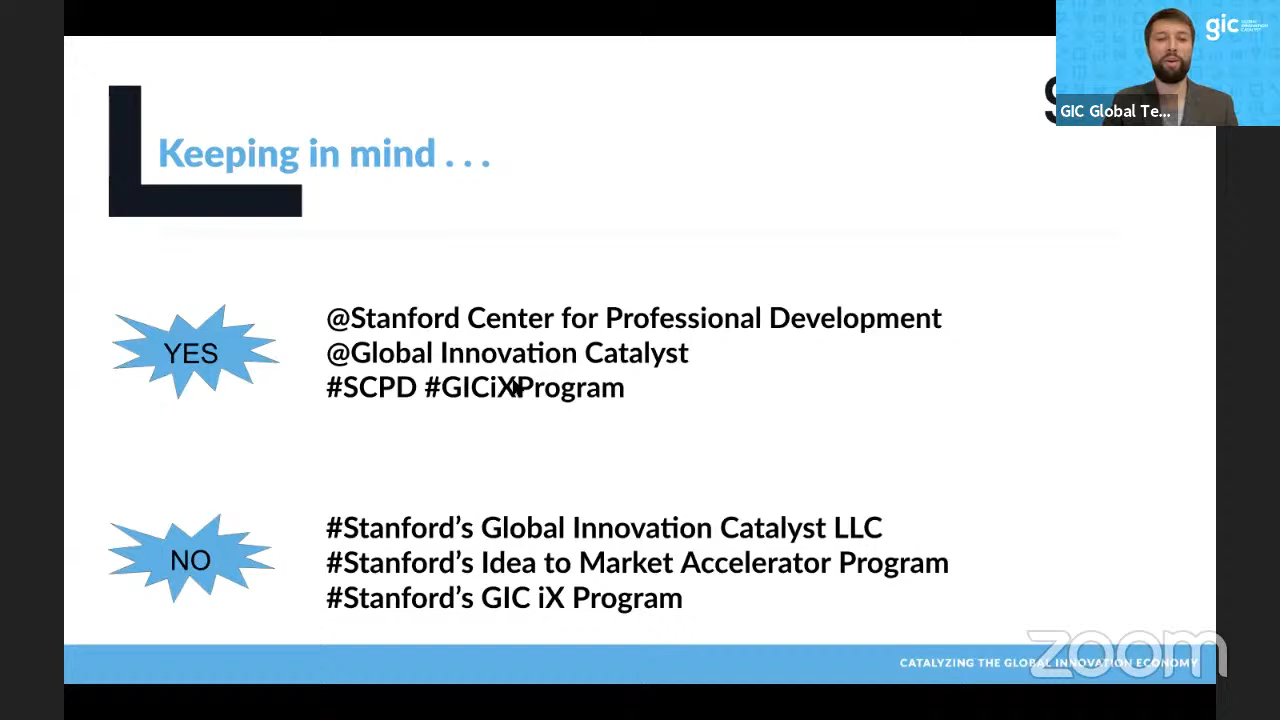 gic
GIC Global Te...
Keeping in mind . . .
YES
@Stanford Center for Professional Development
@Global Innovation Catalyst
#SCPD #GICiXProgram
NO
#Stanford’s Global Innovation Catalyst LLC
#Stanford’s Idea to Market Accelerator Program
#Stanford’s GIC iX Program
CATALYZING THE GLOBAL INNOVATION ECONOMY
zoom